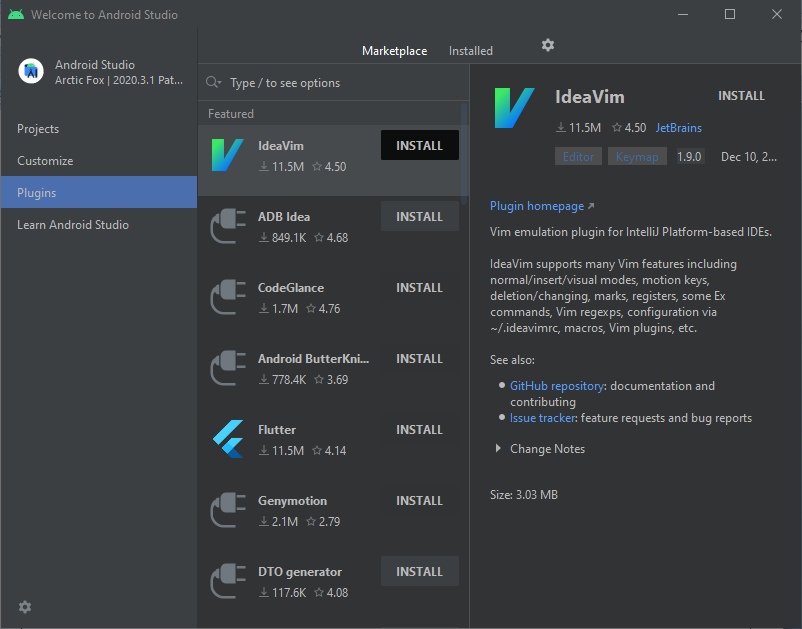 Welcome to Android Studio
Android Studio
Arctic Fox | 2020.3.1 Pat...
Projects
Customize
Plugins
Learn Android Studio
Marketplace Installed
Type / to see options
Featured
IdeaVim
11.5M 4.50
INSTALL
ADB Idea
849.1K 4.68
INSTALL
CodeGlance
1.7M 4.76
INSTALL
Android ButterKni...
778.4K 3.69
INSTALL
Flutter
11.5M 4.14
INSTALL
Genymotion
2.1M 2.79
INSTALL
DTO generator
117.6K 4.08
INSTALL
IdeaVim
INSTALL
11.5M 4.50 JetBrains
Editor Keymap 1.9.0 Dec 10, 2...
Plugin homepage
Vim emulation plugin for IntelliJ Platform-based IDEs.
IdeaVim supports many Vim features including
normal/insert/visual modes, motion keys,
deletion/changing, marks, registers, some Ex
commands, Vim regexps, configuration via
~/.ideavimrc, macros, Vim plugins, etc.
See also:
GitHub repository: documentation and
contributing
Issue tracker: feature requests and bug reports
Change Notes
Size: 3.03 MB